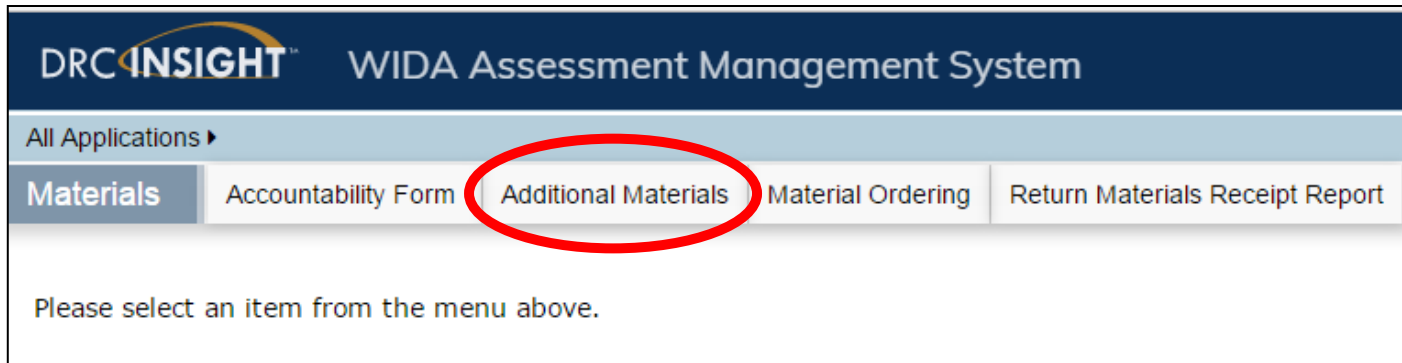 DRC INSIGHT℠ WIDA Assessment Management System
All Applications
Materials Accountability Form Additional Materials Material Ordering Return Materials Receipt Report
Please select an item from the menu above.